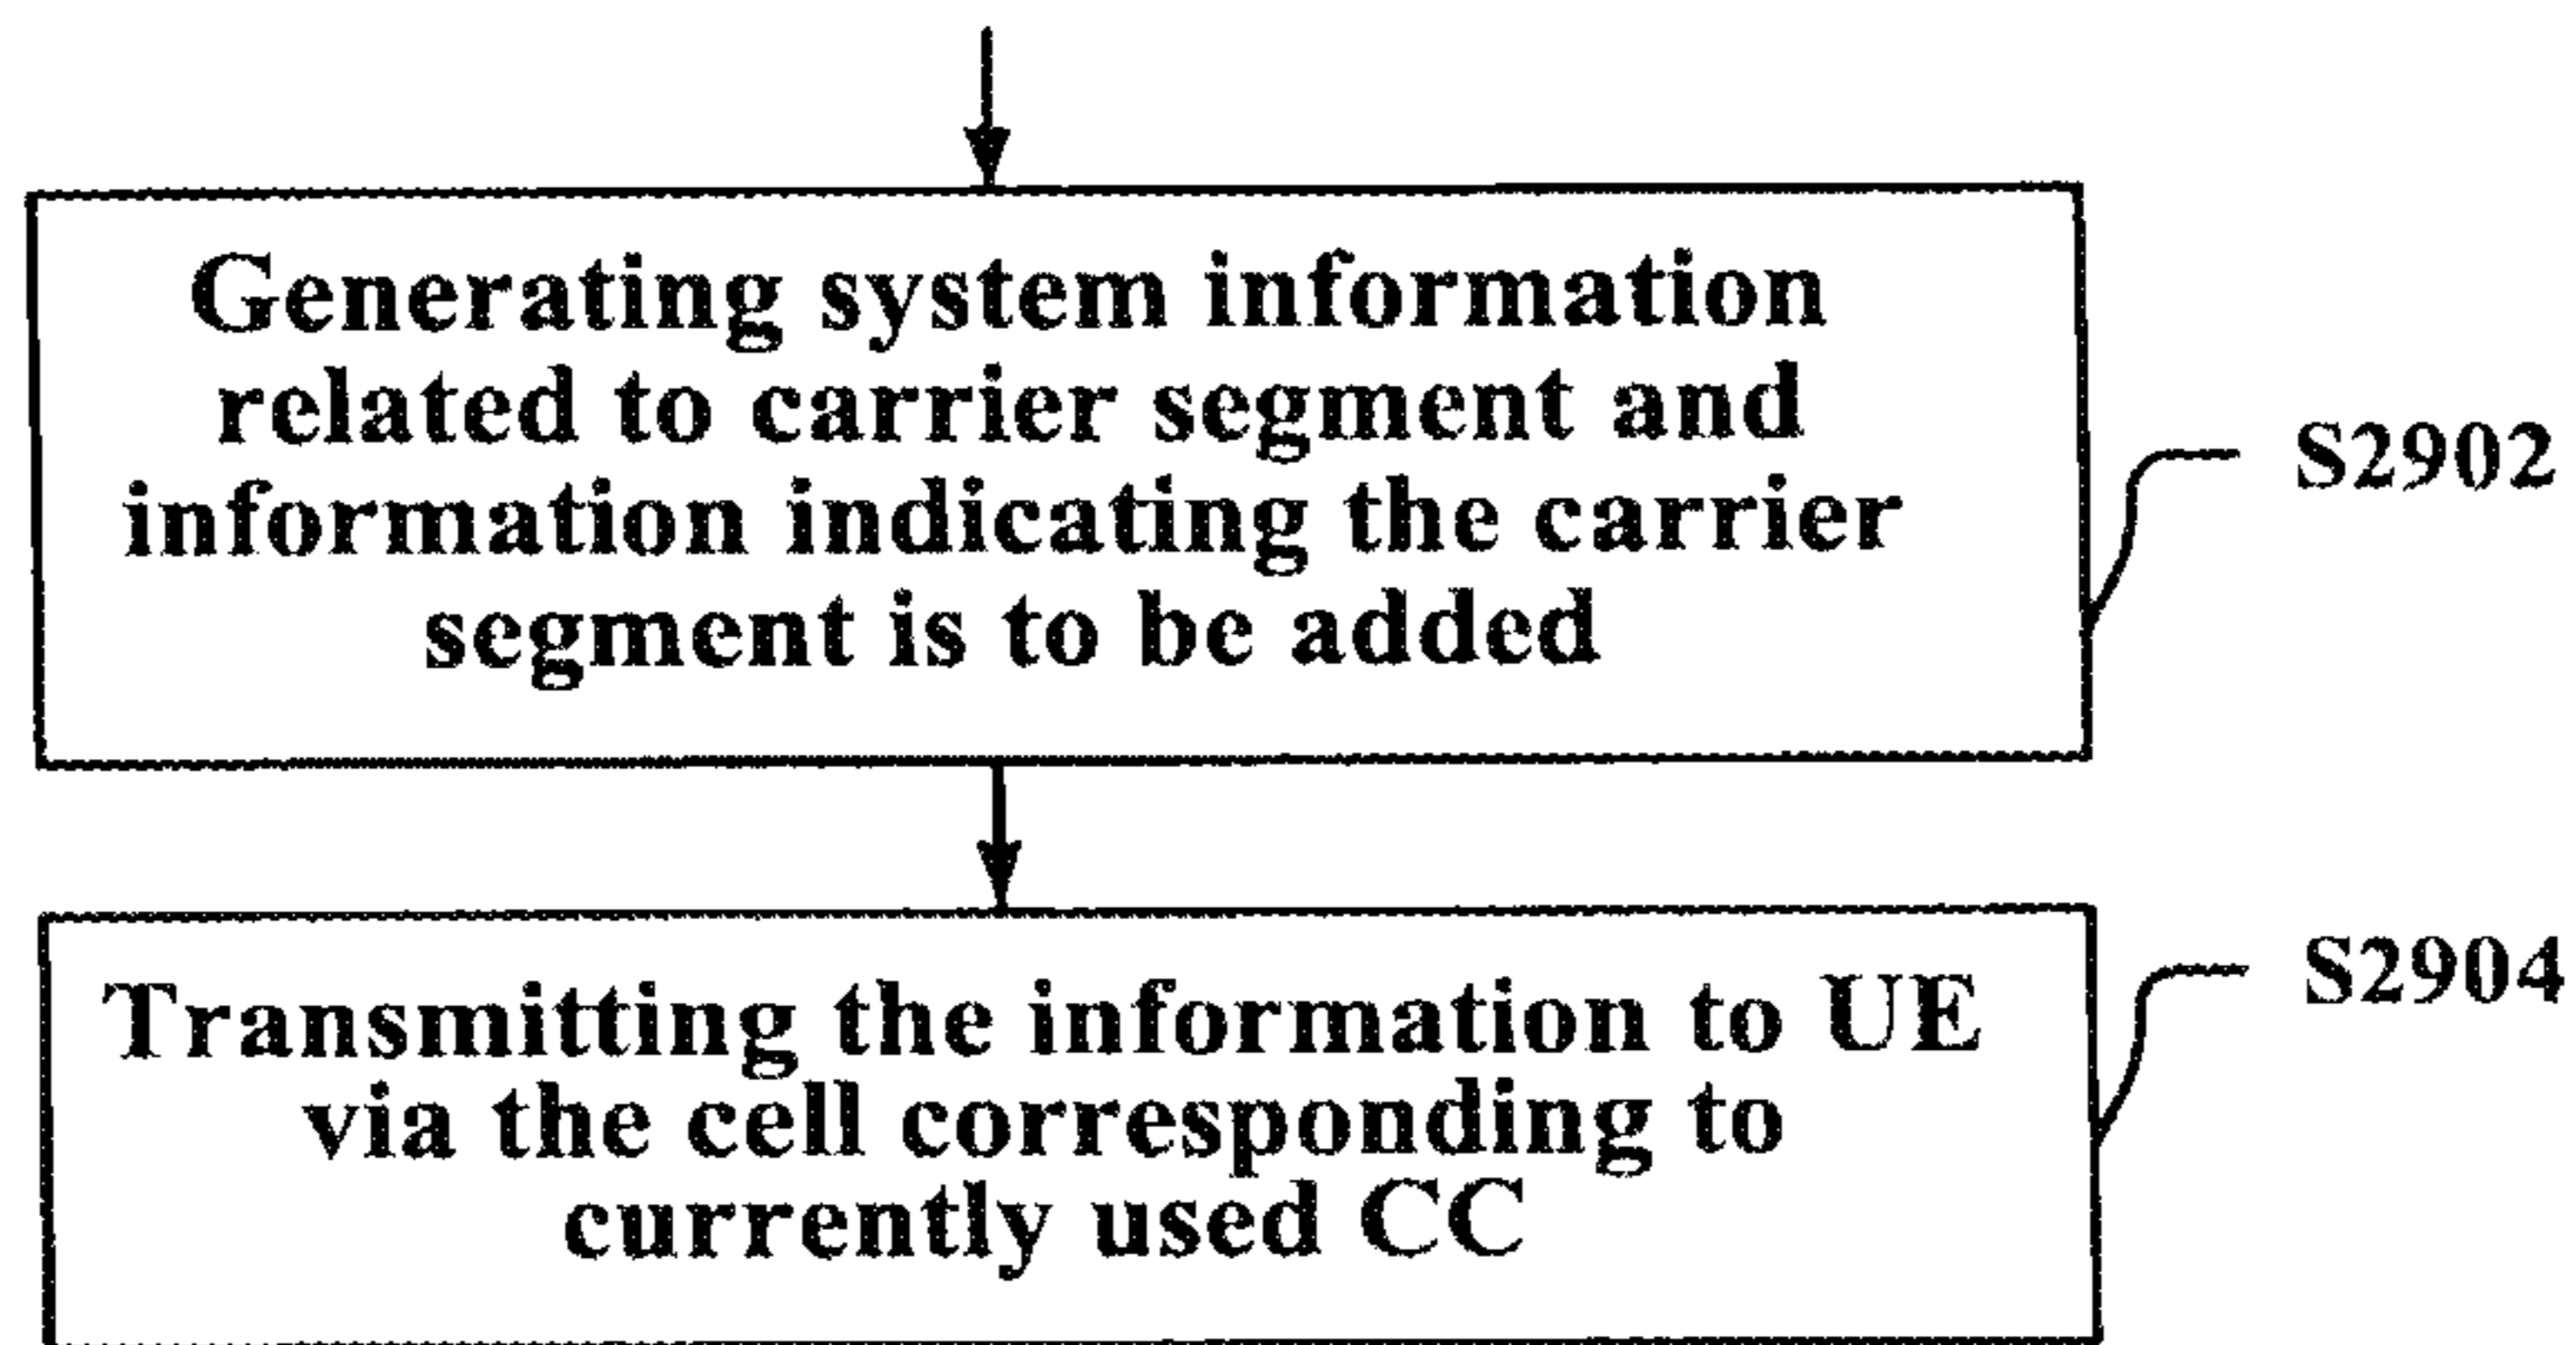 Generating system information
related to carrier segment and
information indicating the carrier
segment is to be added
S2902
Transmitting the information to UE
via the cell corresponding to
currently used CC
S2904